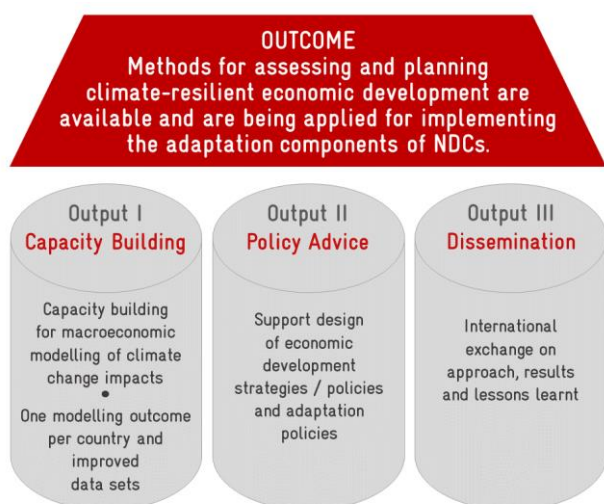 OUTCOME
Methods for assessing and planning
climate-resilient economic development are
available and are being applied for implementing
the adaptation components of NDCs.
Output I
Capacity Building
Capacity building
for macroeconomic
modelling of climate
change impacts
•
One modelling outcome
per country and
improved
data sets
Output II
Policy Advice
Support design
of economic
development
strategies / policies
and adaptation
policies
Output III
Dissemination
International
exchange on
approach, results
and lessons learnt